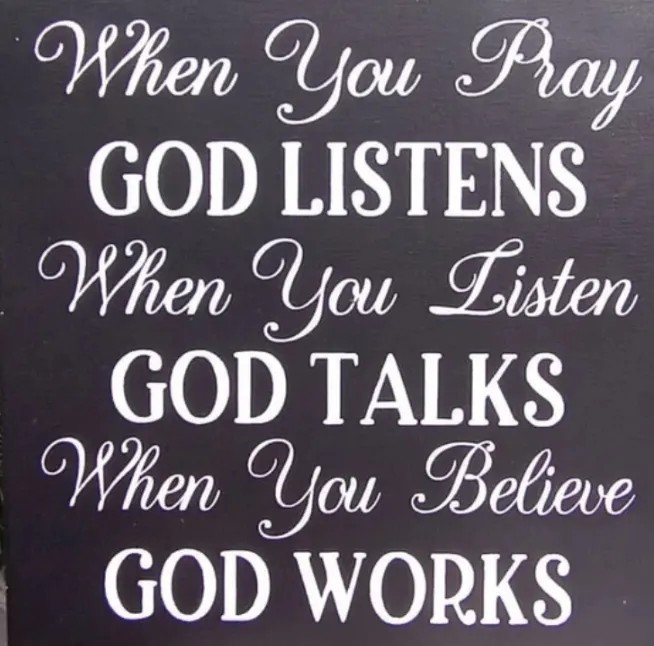 When You Pray
GOD LISTENS
When You Listen
GOD TALKS
When You Believe
GOD WORKS